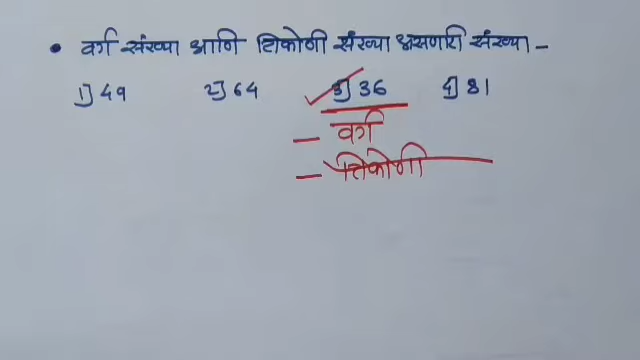 • वर्ग संख्या आणि त्रिकोणी संख्या असणारी संख्या –
1] 49 2] 64 3] 36 4] 81
– वर्ग
– त्रिकोणी